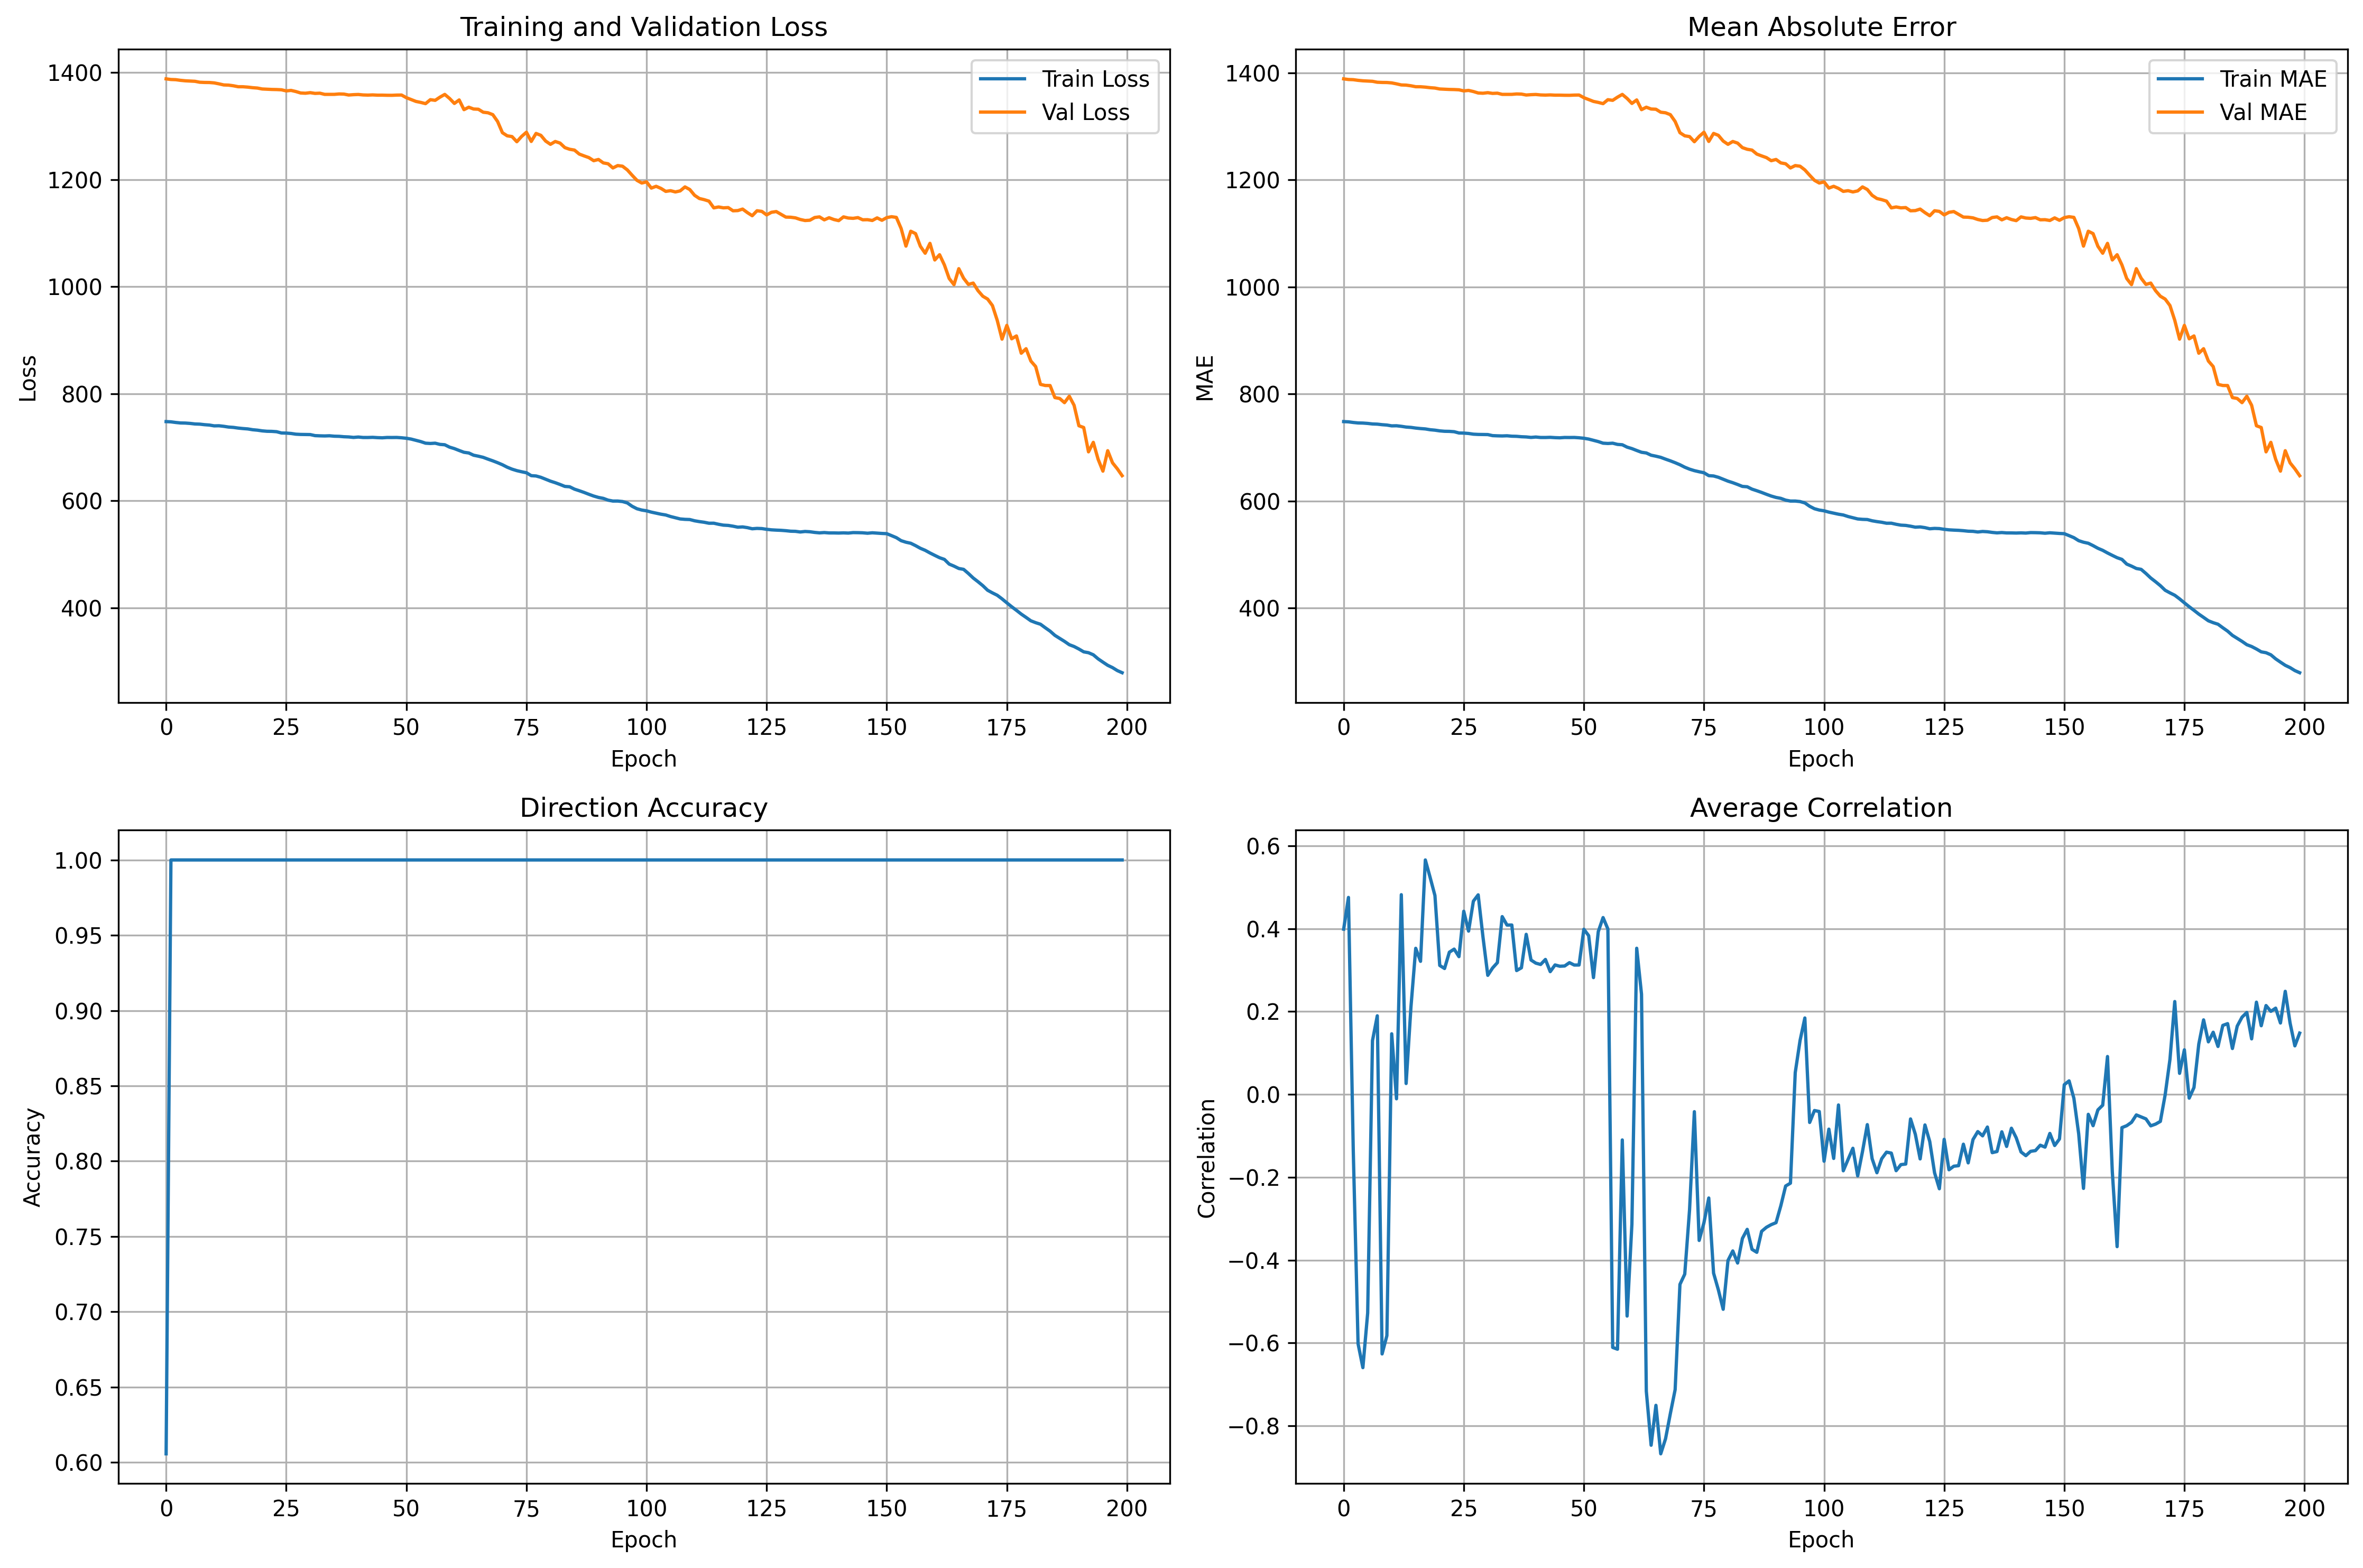 Training and Validation Loss
1400
1200
1000
800
600
400
Loss
0 25 50 75 100 125 150 175 200
Epoch
Train Loss
Val Loss
Mean Absolute Error
1400
1200
1000
800
600
400
MAE
0 25 50 75 100 125 150 175 200
Epoch
Train MAE
Val MAE
Direction Accuracy
1.00
0.95
0.90
0.85
0.80
0.75
0.70
0.65
0.60
Accuracy
0 25 50 75 100 125 150 175 200
Epoch
Average Correlation
0.6
0.4
0.2
0.0
−0.2
−0.4
−0.6
−0.8
Correlation
0 25 50 75 100 125 150 175 200
Epoch